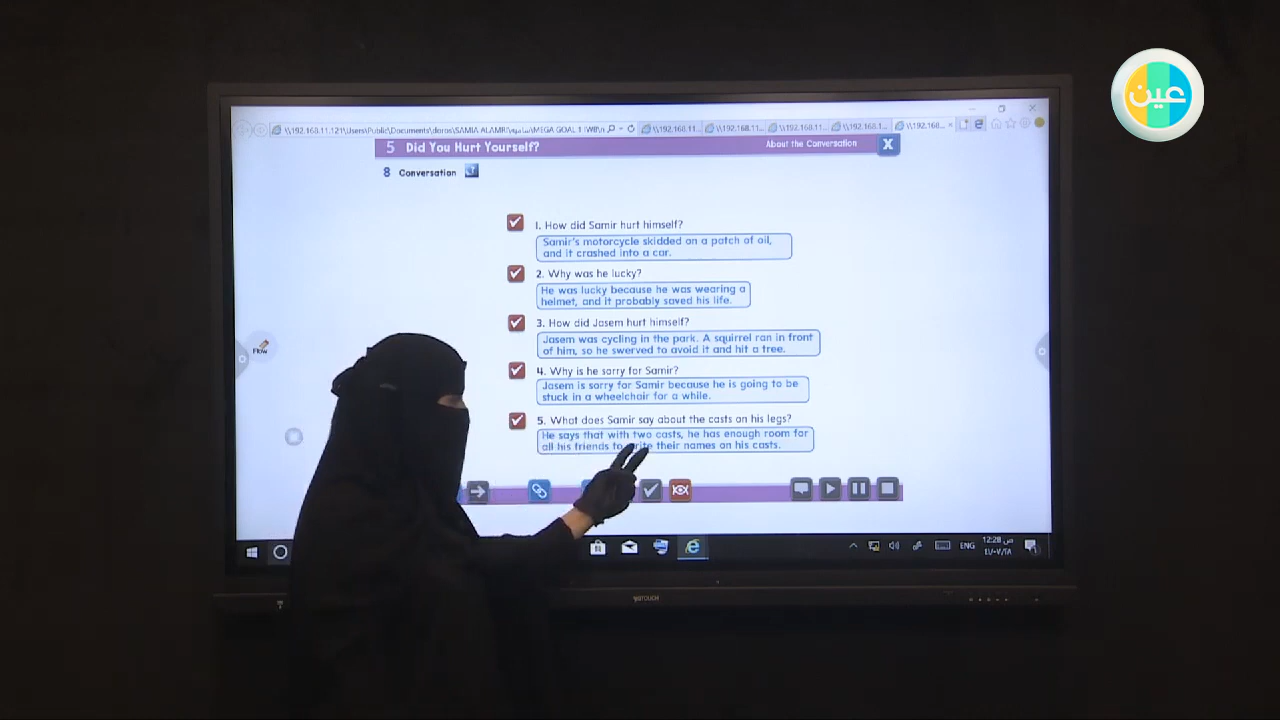 عين
5 Did You Hurt Yourself?
About the Conversation
X
8 Conversation
1. How did Samir hurt himself?
Samir's motorcycle skidded on a patch of oil,
and it crashed into a car.
2. Why was he lucky?
He was lucky because he was wearing a
helmet, and it probably saved his life.
3. How did Jasem hurt himself?
Jasem was cycling in the park. A squirrel ran in front
of him, so he swerved to avoid it and hit a tree.
4. Why is he sorry for Samir?
Jasem is sorry for Samir because he is going to be
stuck in a wheelchair for a while.
5. What does Samir say about the casts on his legs?
He says that with two casts, he has enough room for
all his friends to write their names on his casts.
Flow
ENG
12:28 ص